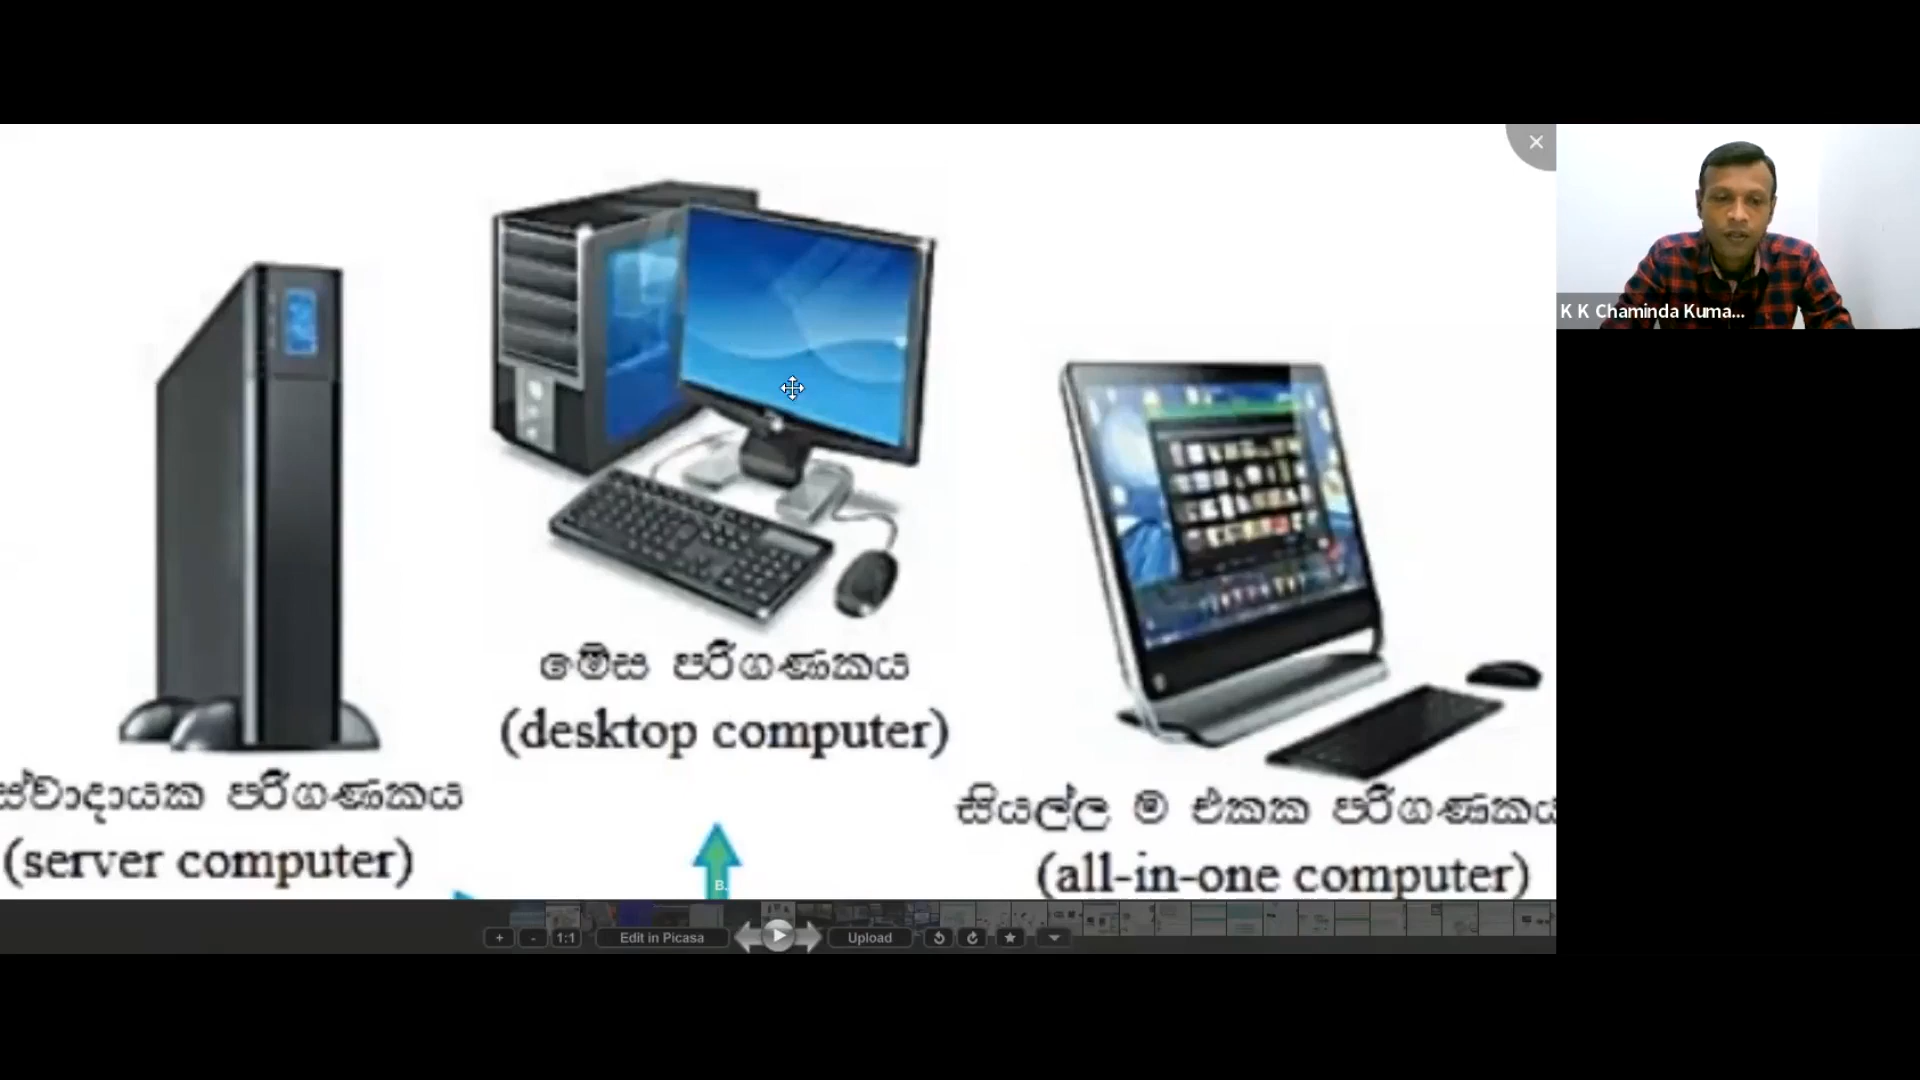 K K Chaminda Kuma...
මේස පරිගණකය
(desktop computer)
ස්වාදායක පරිගණකය
(server computer)
සියල්ල ම එකක පරිගණකය
(all-in-one computer)
B.
+ - 1:1 Edit in Picasa Upload